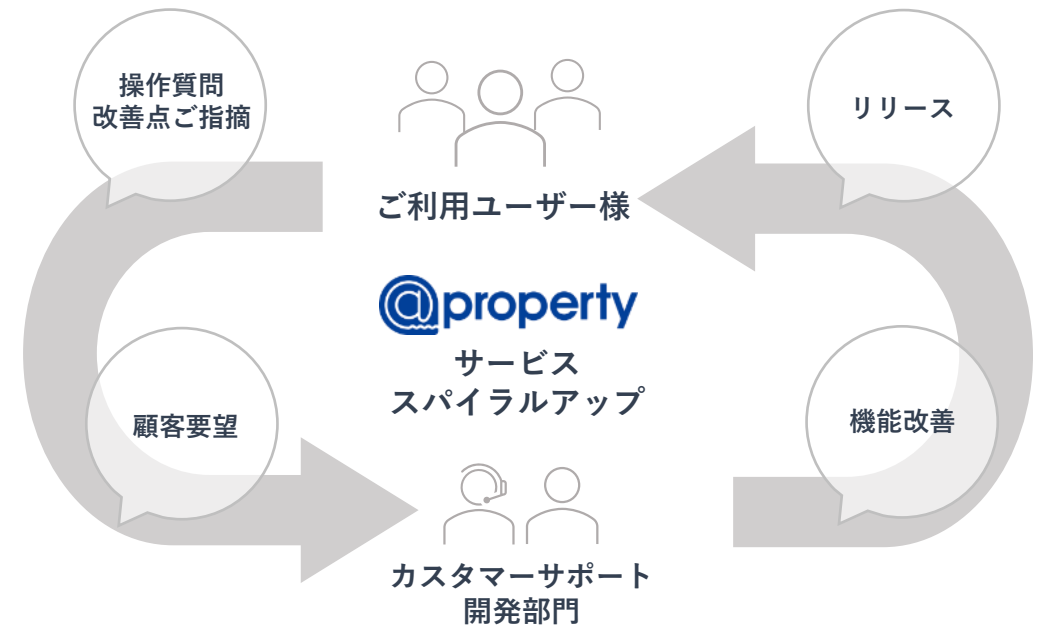 操作質問
改善点ご指摘
リリース
ご利用ユーザー様
@property
サービス
スパイラルアップ
顧客要望
機能改善
カスタマーサポート
開発部門